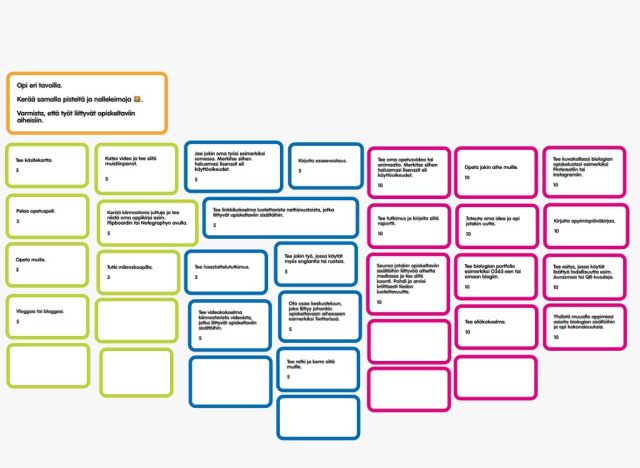 Opi eri tavoilla.
Kerää samalla pisteitä ja nalleleimoja 🐻.
Varmista, että työt liittyvät opiskeltaviin
aiheisiin.
Tee käsitekartta.
3
Katso video ja tee siitä
muistiinpanot.
5
Jaa jokin oma työsi esimerkiksi
somessa. Merkitse siihen
haluamasi lisenssit eli
käyttöoikeudet.
5
Kirjoita esseevastaus.
5
Tee oma opetusvideo tai
animaatio. Merkitse siihen
haluamasi lisenssit eli
käyttöoikeudet.
10
Opeta jokin aihe muille.
10
Tee kuvakollaasi biologian
opiskelustasi esimerkiksi
Pinterestiin tai
Instagramiin.
10
Pelaa opetuspeli.
3
Kerää kiinnostavia juttuja ja tee
niistä oma oppikirja esim.
Flipboardin tai Notegraphyn avulla.
5
Tee linkkikokoelma luotettavista nettisivustoista, jotka
liittyvät opiskeltaviin sisältöihin.
5
Tee tutkimus ja kirjoita siitä
raportti.
10
Toteuta oma idea ja opi
jotakin uutta.
10
Kirjoita oppimispäiväkirjaa.
10
Opeta muita.
3
Tutki mikroskoopilla.
3
Tee haastattelututkimus.
5
Tee jokin työ, jossa käytät
myös englantia tai ruotsia.
5
Seuraa jotakin opiskeltaviin
sisältöihin liittyvää aihetta
mediassa ja tee siitä
koonti. Pohdi ja arvioi
kriittisesti tiedon
luotettavuutta.
10
Tee biologian portfolio
esimerkiksi O365:een tai
omaan blogiin.
10
Tee esitys, jossa käytät
lisättyä todellisuutta esim.
Aurasmaa tai QR-koodeja.
10
Vloggaa tai bloggaa.
5
Tee videokokoelma
kiinnostavista videoista,
jotka liittyvät opiskeltaviin
sisältöihin.
5
Ota osaa keskusteluun,
joka liittyy johonkin
opiskeltavaan aiheeseen
esimerkiksi Twitterissä.
5
Tee eliökokoelma.
10
Yhdistä muualla oppimiasi
asioita biologian sisältöihin
ja opi kokonaisuuksia.
10
Tee retki ja kerro siitä
muille.
5